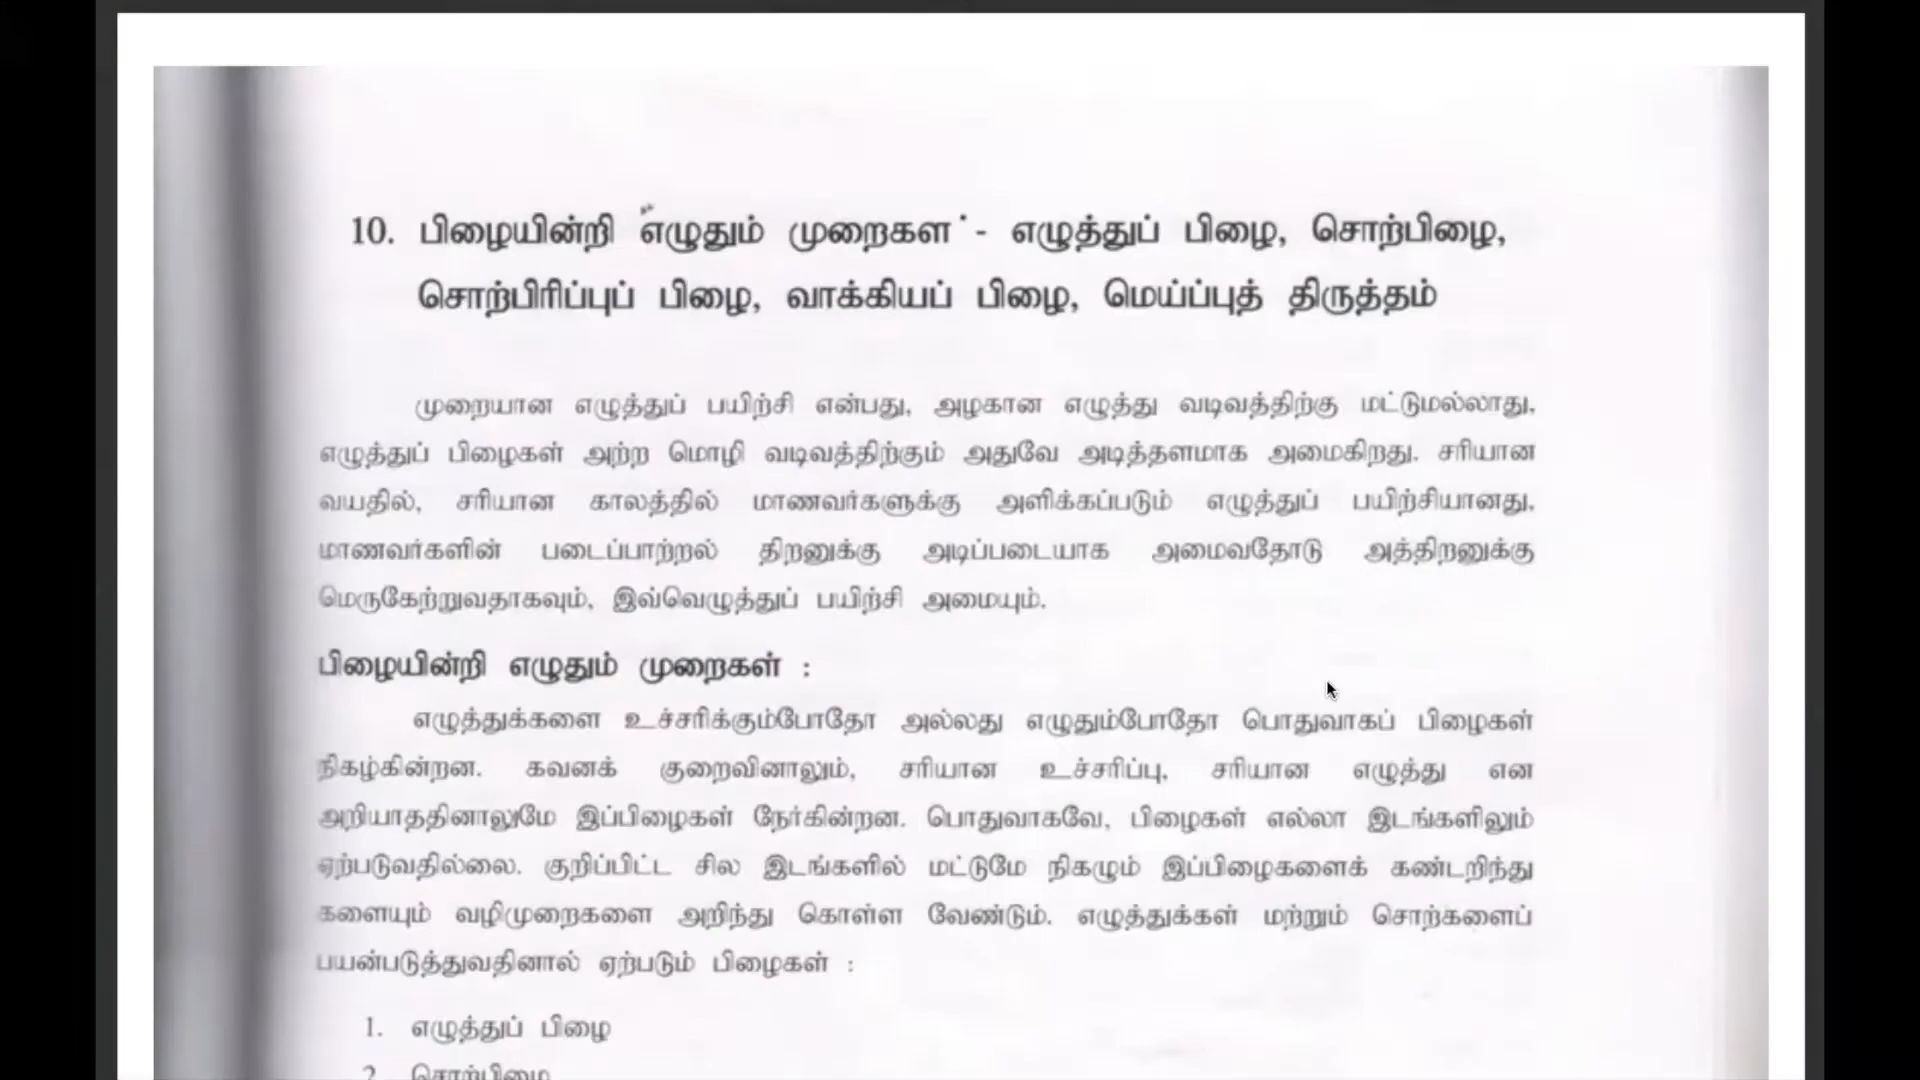 10. பிழையின்றி எழுதும் முறைகள் - எழுத்துப் பிழை, சொற்பிழை,
சொற்பிரிப்புப் பிழை, வாக்கியப் பிழை, மெய்ப்புத் திருத்தம்
முறையான எழுத்துப் பயிற்சி என்பது, அழகான எழுத்து வடிவத்திற்கு மட்டுமல்லாது,
எழுத்துப் பிழைகள் அற்ற மொழி வடிவத்திற்கும் அதுவே அடித்தளமாக அமைகிறது. சரியான
வயதில், சரியான காலத்தில் மாணவர்களுக்கு அளிக்கப்படும் எழுத்துப் பயிற்சியானது,
மாணவர்களின் படைப்பாற்றல் திறனுக்கு அடிப்படையாக அமைவதோடு அத்திறனுக்கு
மெருகேற்றுவதாகவும், இவ்வெழுத்துப் பயிற்சி அமையும்.
பிழையின்றி எழுதும் முறைகள் :
எழுத்துக்களை உச்சரிக்கும்போதோ அல்லது எழுதும்போதோ பொதுவாகப் பிழைகள்
நிகழ்கின்றன. கவனக் குறைவினாலும், சரியான உச்சரிப்பு, சரியான எழுத்து என
அறியாததினாலுமே இப்பிழைகள் நேர்கின்றன. பொதுவாகவே, பிழைகள் எல்லா இடங்களிலும்
ஏற்படுவதில்லை. குறிப்பிட்ட சில இடங்களில் மட்டுமே நிகழும் இப்பிழைகளைக் கண்டறிந்து
களையும் வழிமுறைகளை அறிந்து கொள்ள வேண்டும். எழுத்துக்கள் மற்றும் சொற்களைப்
பயன்படுத்துவதினால் ஏற்படும் பிழைகள் :
1. எழுத்துப் பிழை
2. சொற்பிழை